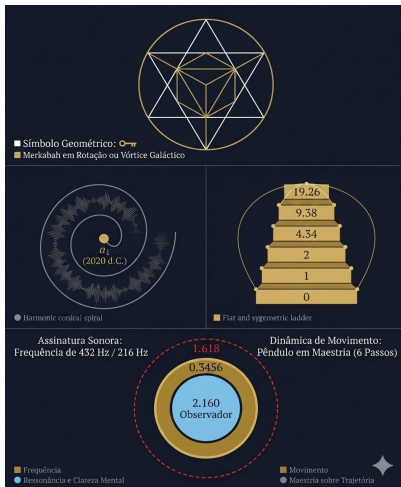 Símbolo Geométrico:
Merkabah em Rotação ou Vórtice Galáctico
a1
(2020 d.C.)
Harmonic conical spiral
19.26
9.38
4.34
2
1
0
Flat and sygemetric ladder
Assinatura Sonora:
Frequência de 432 Hz / 216 Hz
Dinâmica de Movimento:
Pêndulo em Maestria (6 Passos)
1.618
0.3456
2.160
Observador
Frequência
Ressonância e Clareza Mental
Movimento
Maestria sobre Trajetória